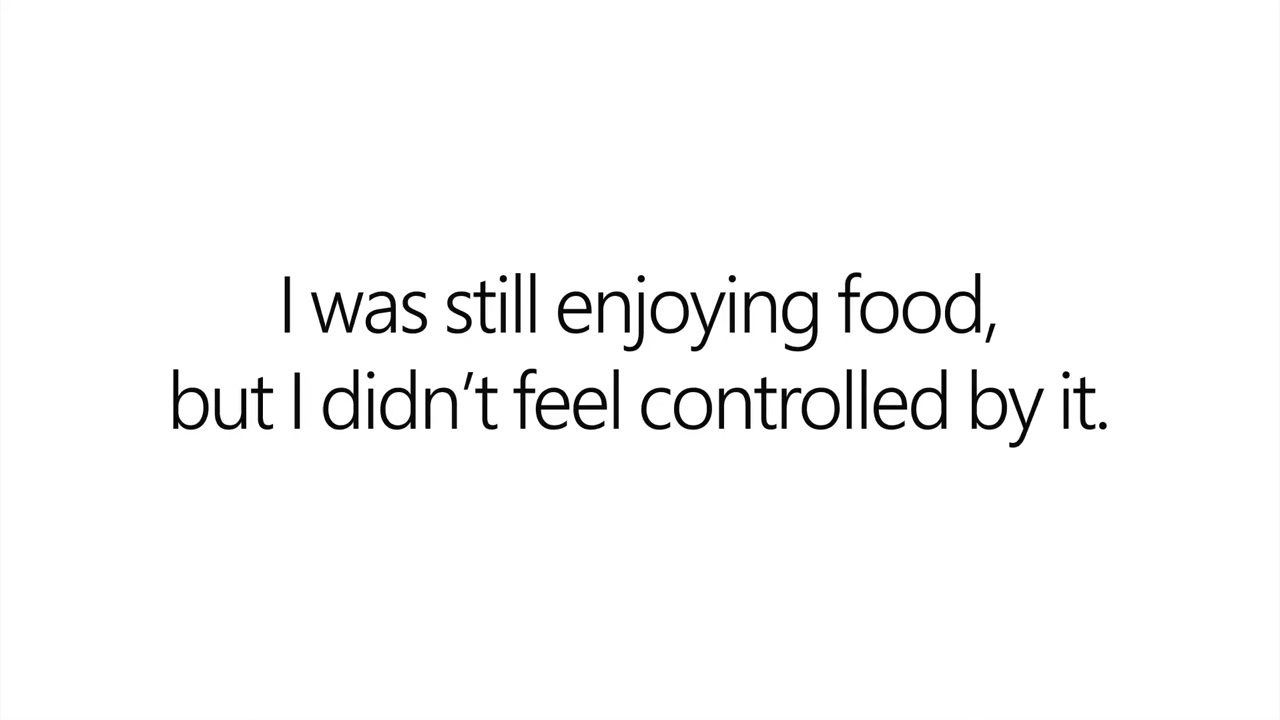 I was still enjoying food,
but I didn’t feel controlled by it.